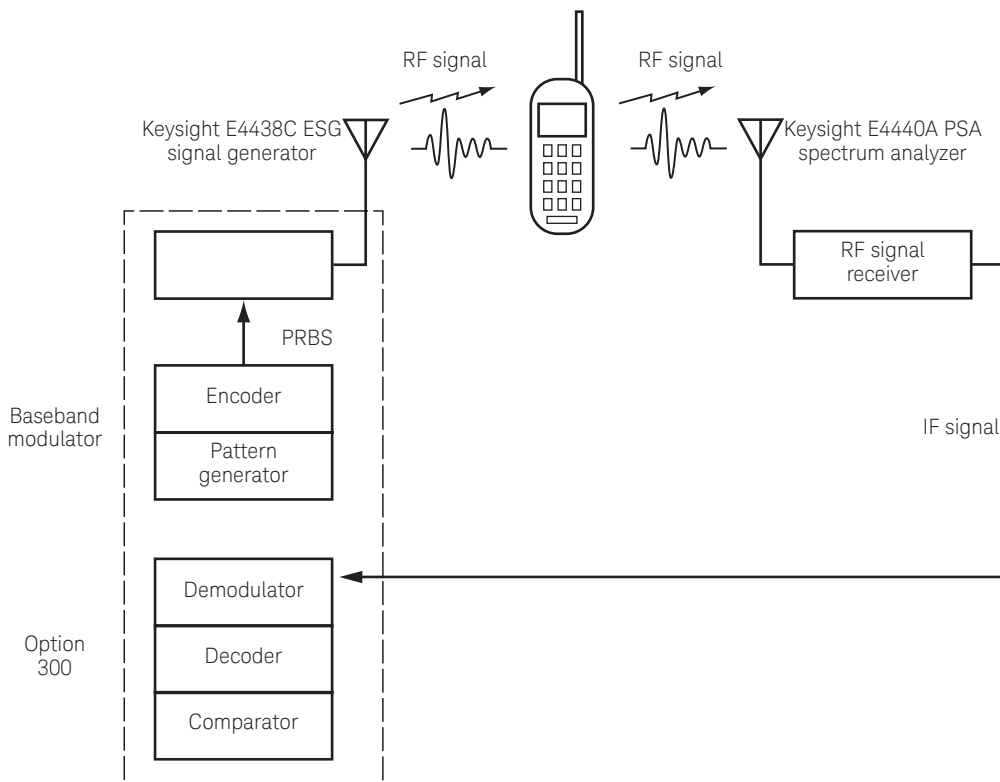 RF signal
RF signal
Keysight E4438C ESG
signal generator
Keysight E4440A PSA
spectrum analyzer
RF signal
receiver
PRBS
Encoder
Baseband
modulator
Pattern
generator
IF signal
Demodulator
Option
300
Decoder
Comparator